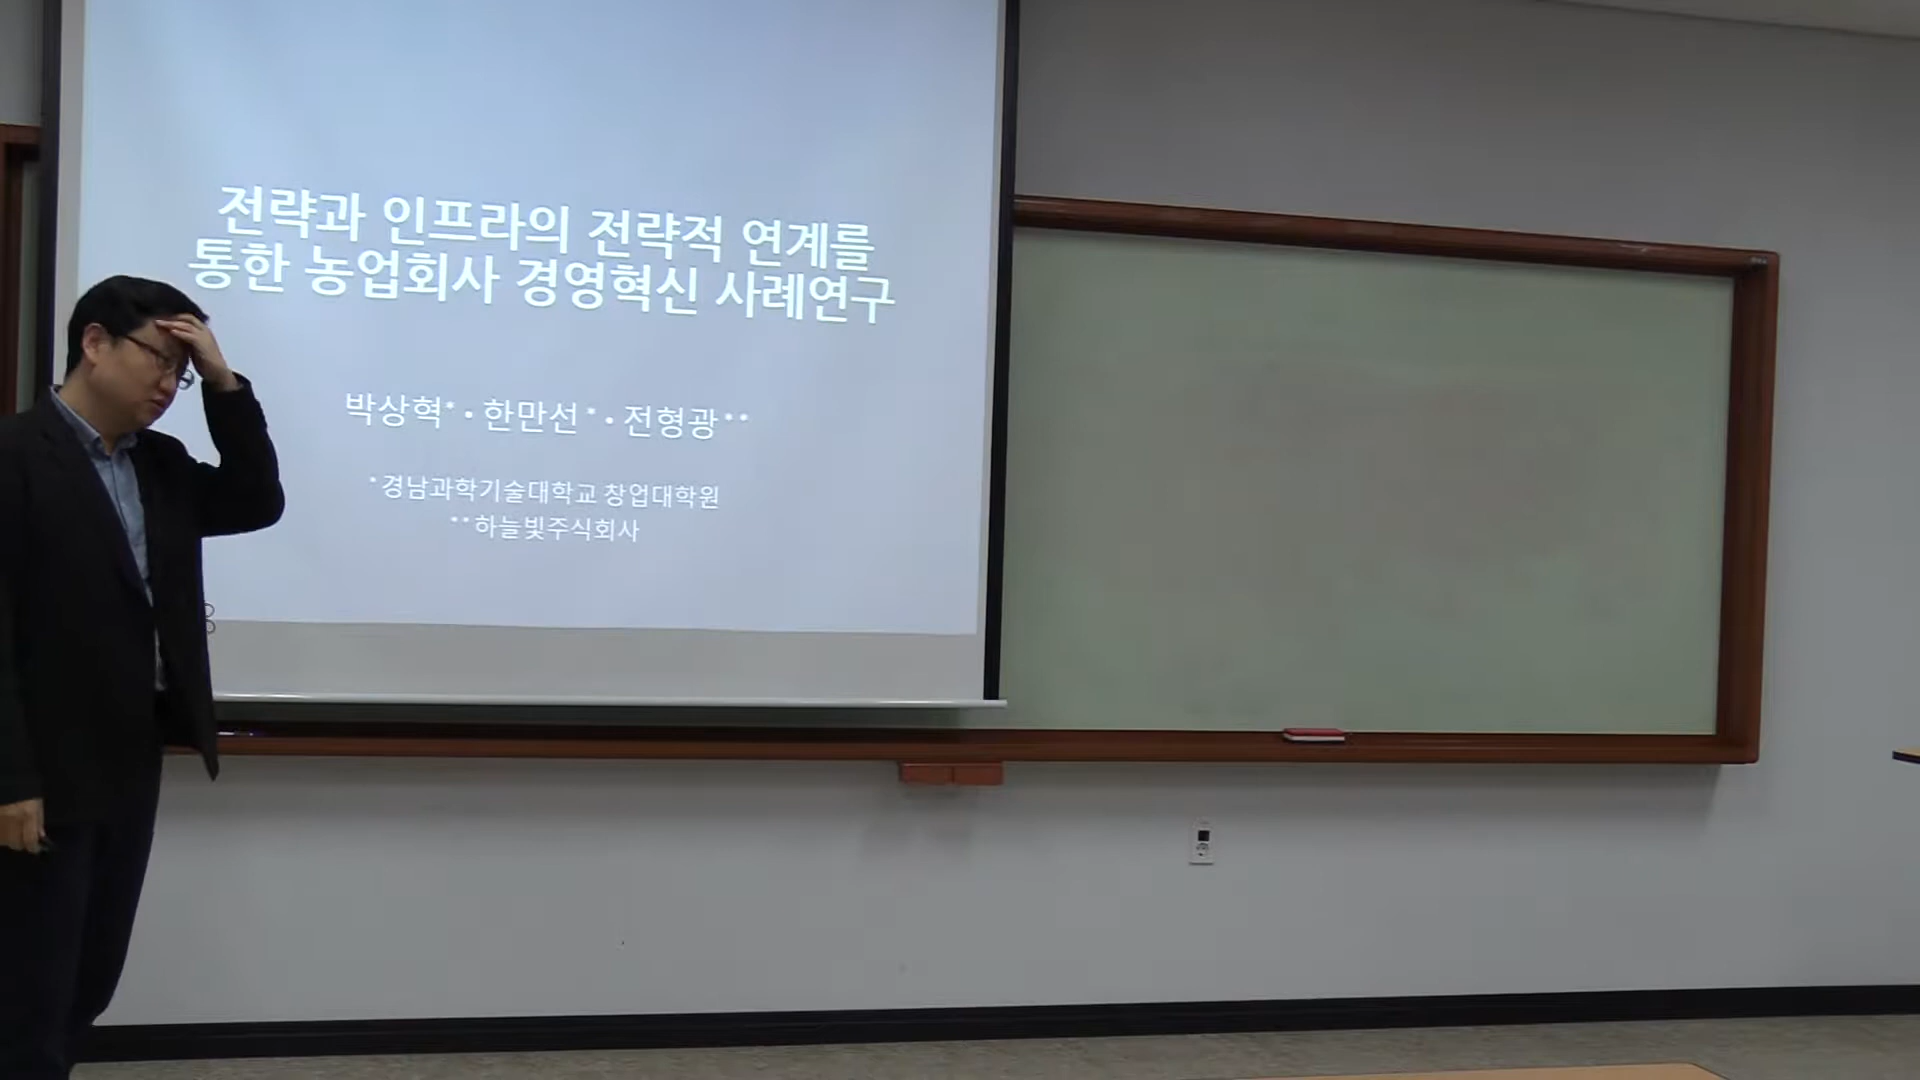 전략과 인프라의 전략적 연계를
통한 농업회사 경영혁신 사례연구
박상혁* • 한만선* • 전형광**
*경남과학기술대학교 창업대학원
**하늘빛주식회사